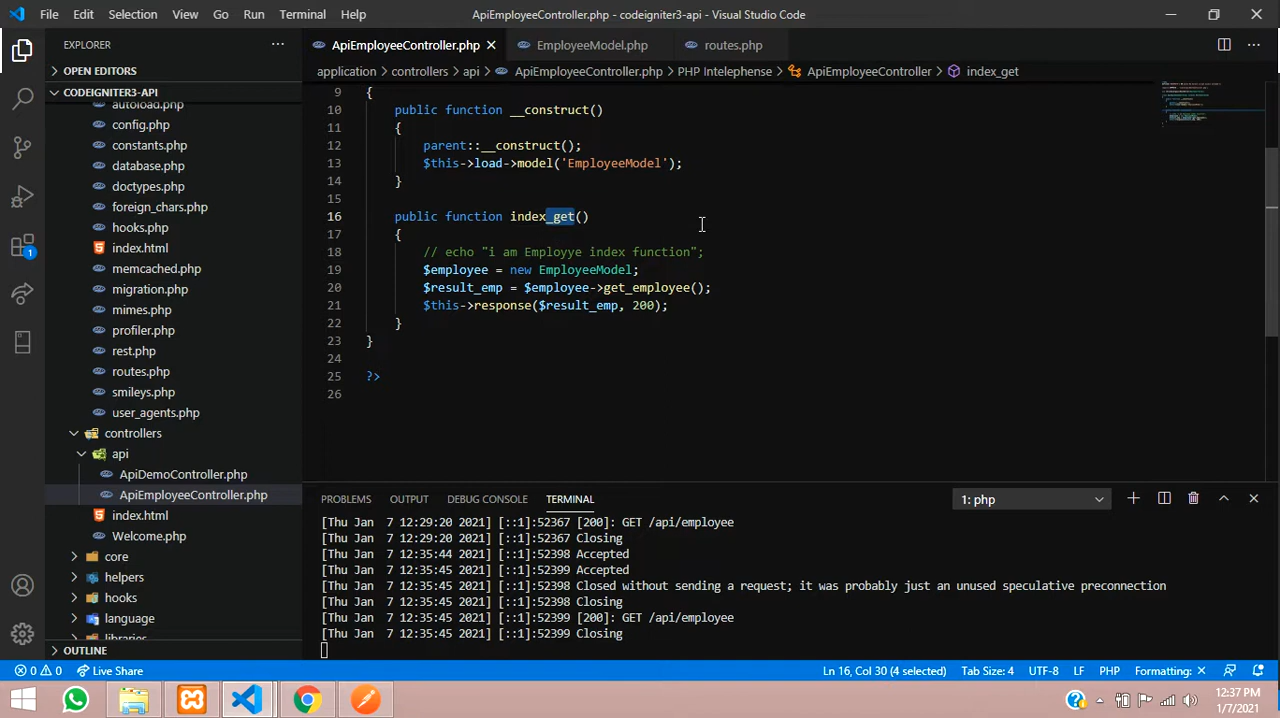 File Edit Selection View Go Run Terminal Help
ApiEmployeeController.php - codeigniter3-api - Visual Studio Code
EXPLORER
OPEN EDITORS
CODEIGNITER3-API
autoload.php
config.php
constants.php
database.php
doctypes.php
foreign_chars.php
hooks.php
index.html
memcached.php
migration.php
mimes.php
profiler.php
rest.php
routes.php
smileys.php
user_agents.php
controllers
api
ApiDemoController.php
ApiEmployeeController.php
index.html
Welcome.php
core
helpers
hooks
language
libraries
OUTLINE
ApiEmployeeController.php EmployeeModel.php routes.php
application > controllers > api > ApiEmployeeController.php > PHP Intelephense > ApiEmployeeController > index_get
9 {
10 public function __construct()
11 {
12 parent::__construct();
13 $this->load->model('EmployeeModel');
14 }
15
16 public function index_get()
17 {
18 // echo "i am Employye index function";
19 $employee = new EmployeeModel;
20 $result_emp = $employee->get_employee();
21 $this->response($result_emp, 200);
22 }
23 }
24
25 ?>
26
PROBLEMS OUTPUT DEBUG CONSOLE TERMINAL 1: php
[Thu Jan 7 12:29:20 2021] [::1]:52367 [200]: GET /api/employee
[Thu Jan 7 12:29:20 2021] [::1]:52367 Closing
[Thu Jan 7 12:35:44 2021] [::1]:52398 Accepted
[Thu Jan 7 12:35:45 2021] [::1]:52399 Accepted
[Thu Jan 7 12:35:45 2021] [::1]:52398 Closed without sending a request; it was probably just an unused speculative preconnection
[Thu Jan 7 12:35:45 2021] [::1]:52398 Closing
[Thu Jan 7 12:35:45 2021] [::1]:52399 [200]: GET /api/employee
[Thu Jan 7 12:35:45 2021] [::1]:52399 Closing
1
0 0 Live Share Ln 16, Col 30 (4 selected) Tab Size: 4 UTF-8 LF PHP Formatting: ×
12:37 PM
1/7/2021